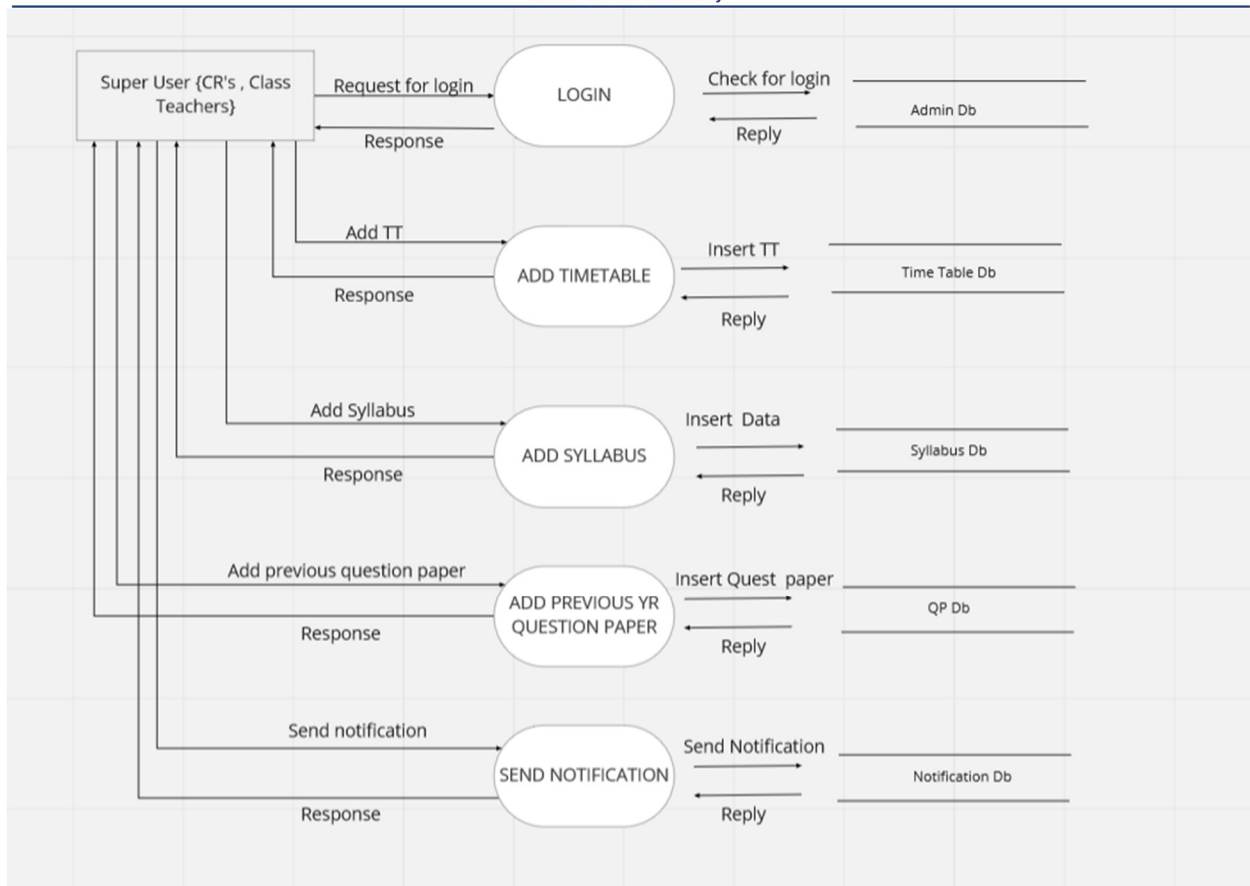 Super User {CR's , Class
Teachers}
Request for login
Response
LOGIN
Check for login
Reply
Admin Db
Add TT
Response
ADD TIMETABLE
Insert TT
Reply
Time Table Db
Add Syllabus
Response
ADD SYLLABUS
Insert Data
Reply
Syllabus Db
Add previous question paper
Response
ADD PREVIOUS YR
QUESTION PAPER
Insert Quest paper
Reply
QP Db
Send notification
Response
SEND NOTIFICATION
Send Notification
Reply
Notification Db